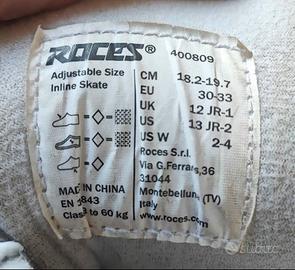 ROCES® 400809
Adjustable Size
Inline Skate
CM 18.2-19.7
EU 30-33
UK 12 JR-1
US 13 JR-2
US W 2-4
Roces S.r.l.
Via G.Ferraris,36
31044
Montebelluna (TV)
Italy
MADE IN CHINA
EN 13843
Class B to 60 kg
www.roces.com
subito.it